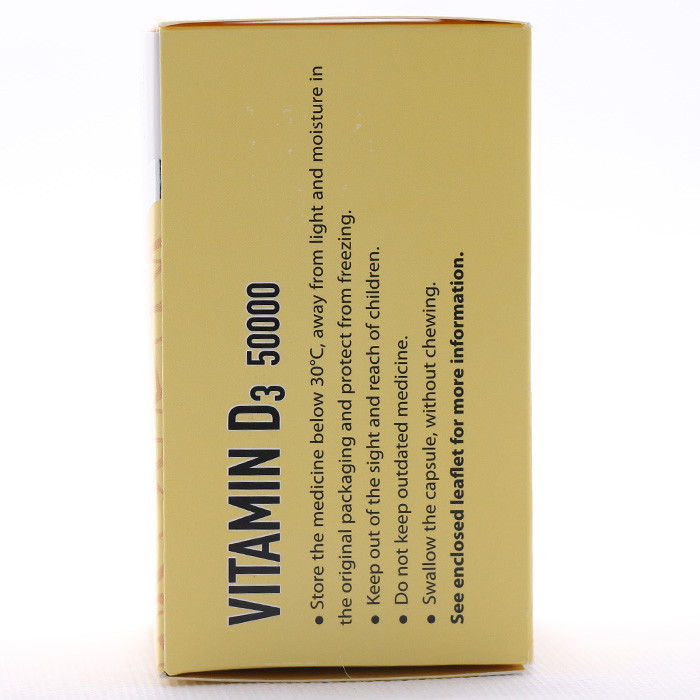 VITAMIN D3 50000
• Store the medicine below 30°C, away from light and moisture in
the original packaging and protect from freezing.
• Keep out of the sight and reach of children.
• Do not keep outdated medicine.
• Swallow the capsule, without chewing.
See enclosed leaflet for more information.